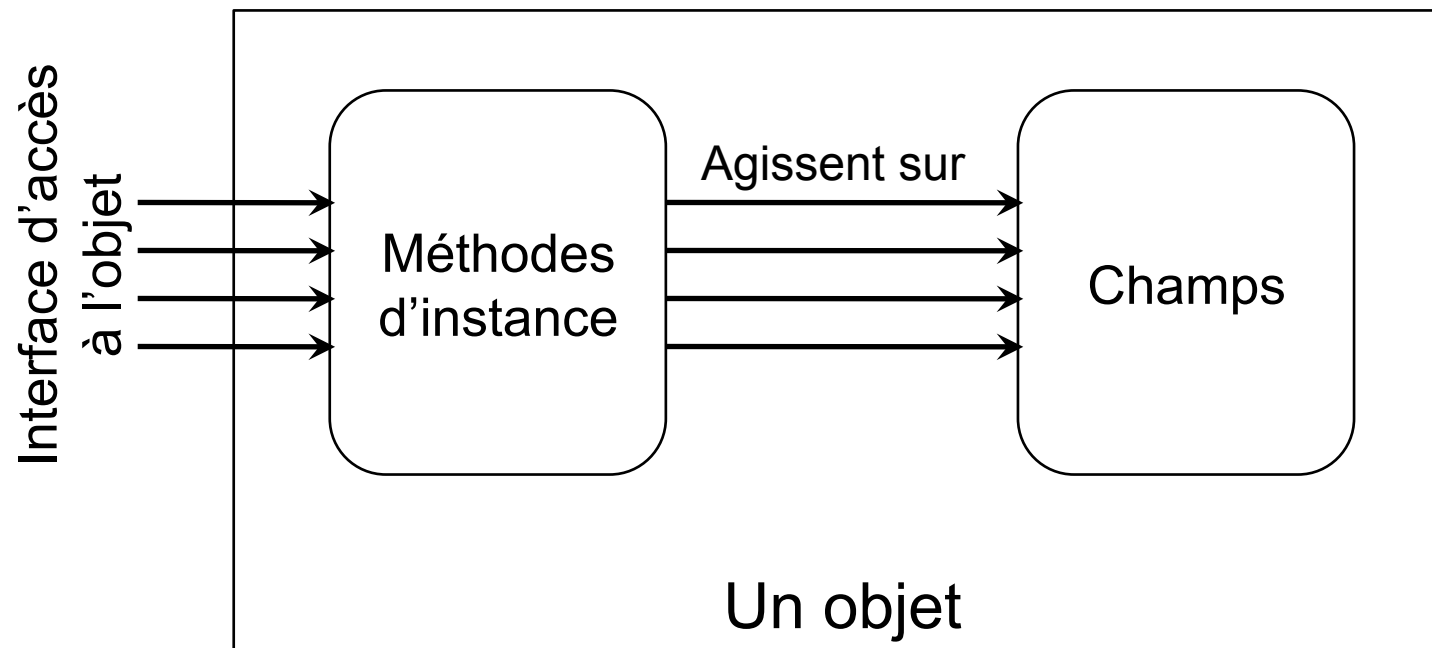 Interface d’accès
à l’objet
Méthodes
d’instance
Agissent sur
Champs
Un objet